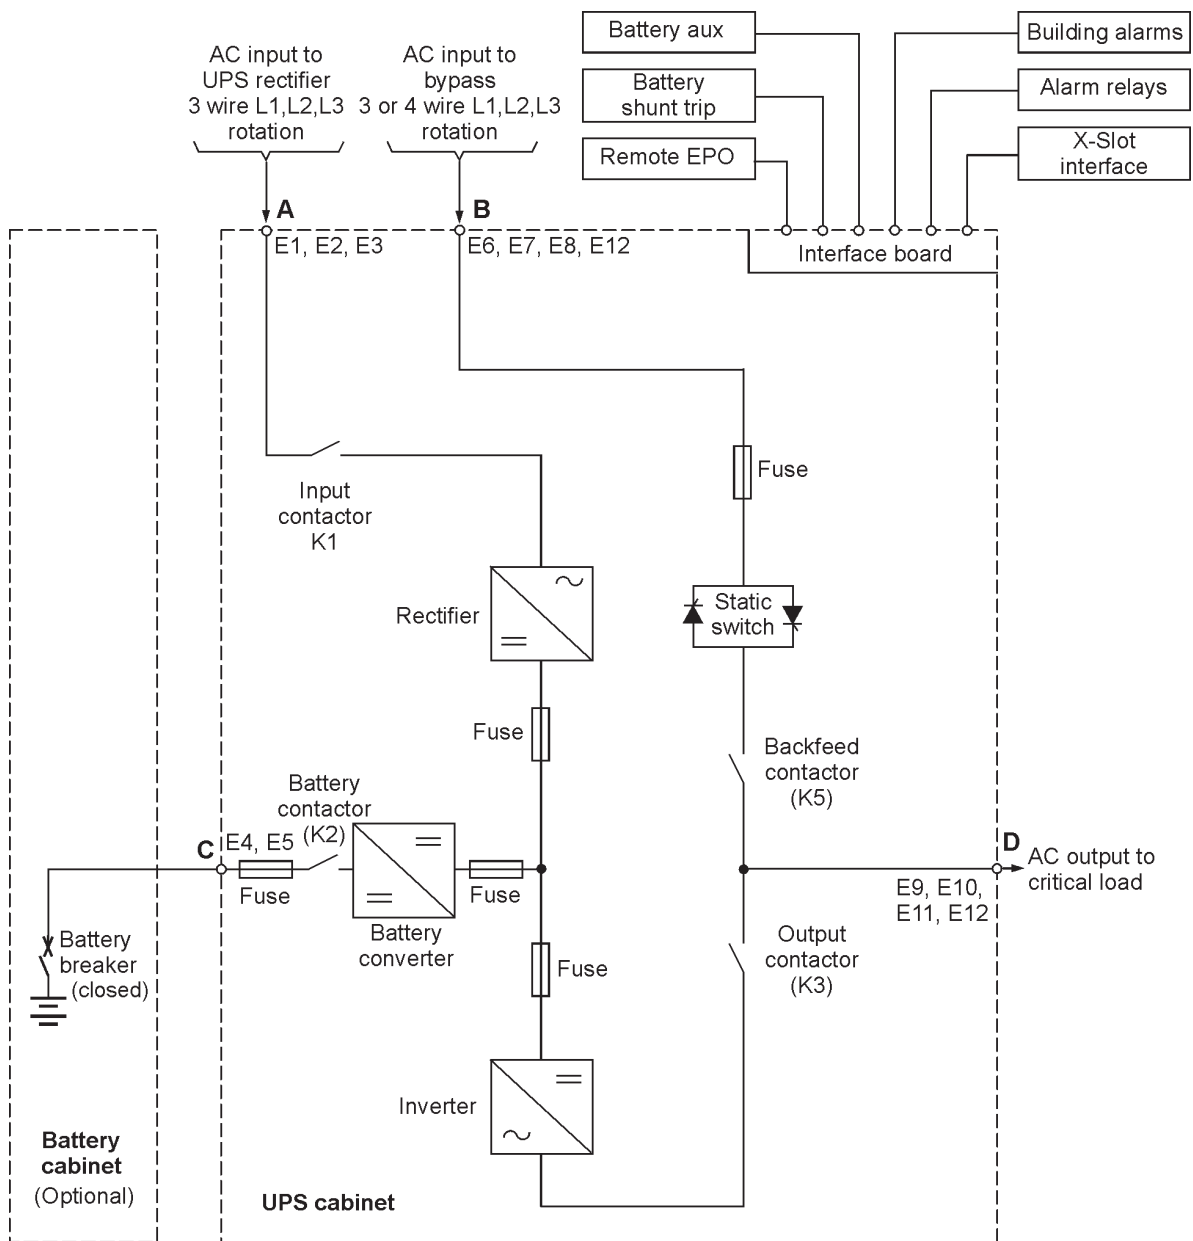 AC input to
UPS rectifier
3 wire L1,L2,L3
rotation
AC input to
bypass
3 or 4 wire L1,L2,L3
rotation
Battery aux
Battery
shunt trip
Remote EPO
Building alarms
Alarm relays
X-Slot
interface
A
B
E1, E2, E3
E6, E7, E8, E12
Interface board
Fuse
Input
contactor
K1
Rectifier
Static
switch
Fuse
Backfeed
contactor
(K5)
Battery
contactor
(K2)
C
E4, E5
Fuse
Fuse
Battery
converter
D
AC output to
critical load
E9, E10,
E11, E12
Battery
breaker
(closed)
Fuse
Output
contactor
(K3)
Inverter
Battery
cabinet
(Optional)
UPS cabinet